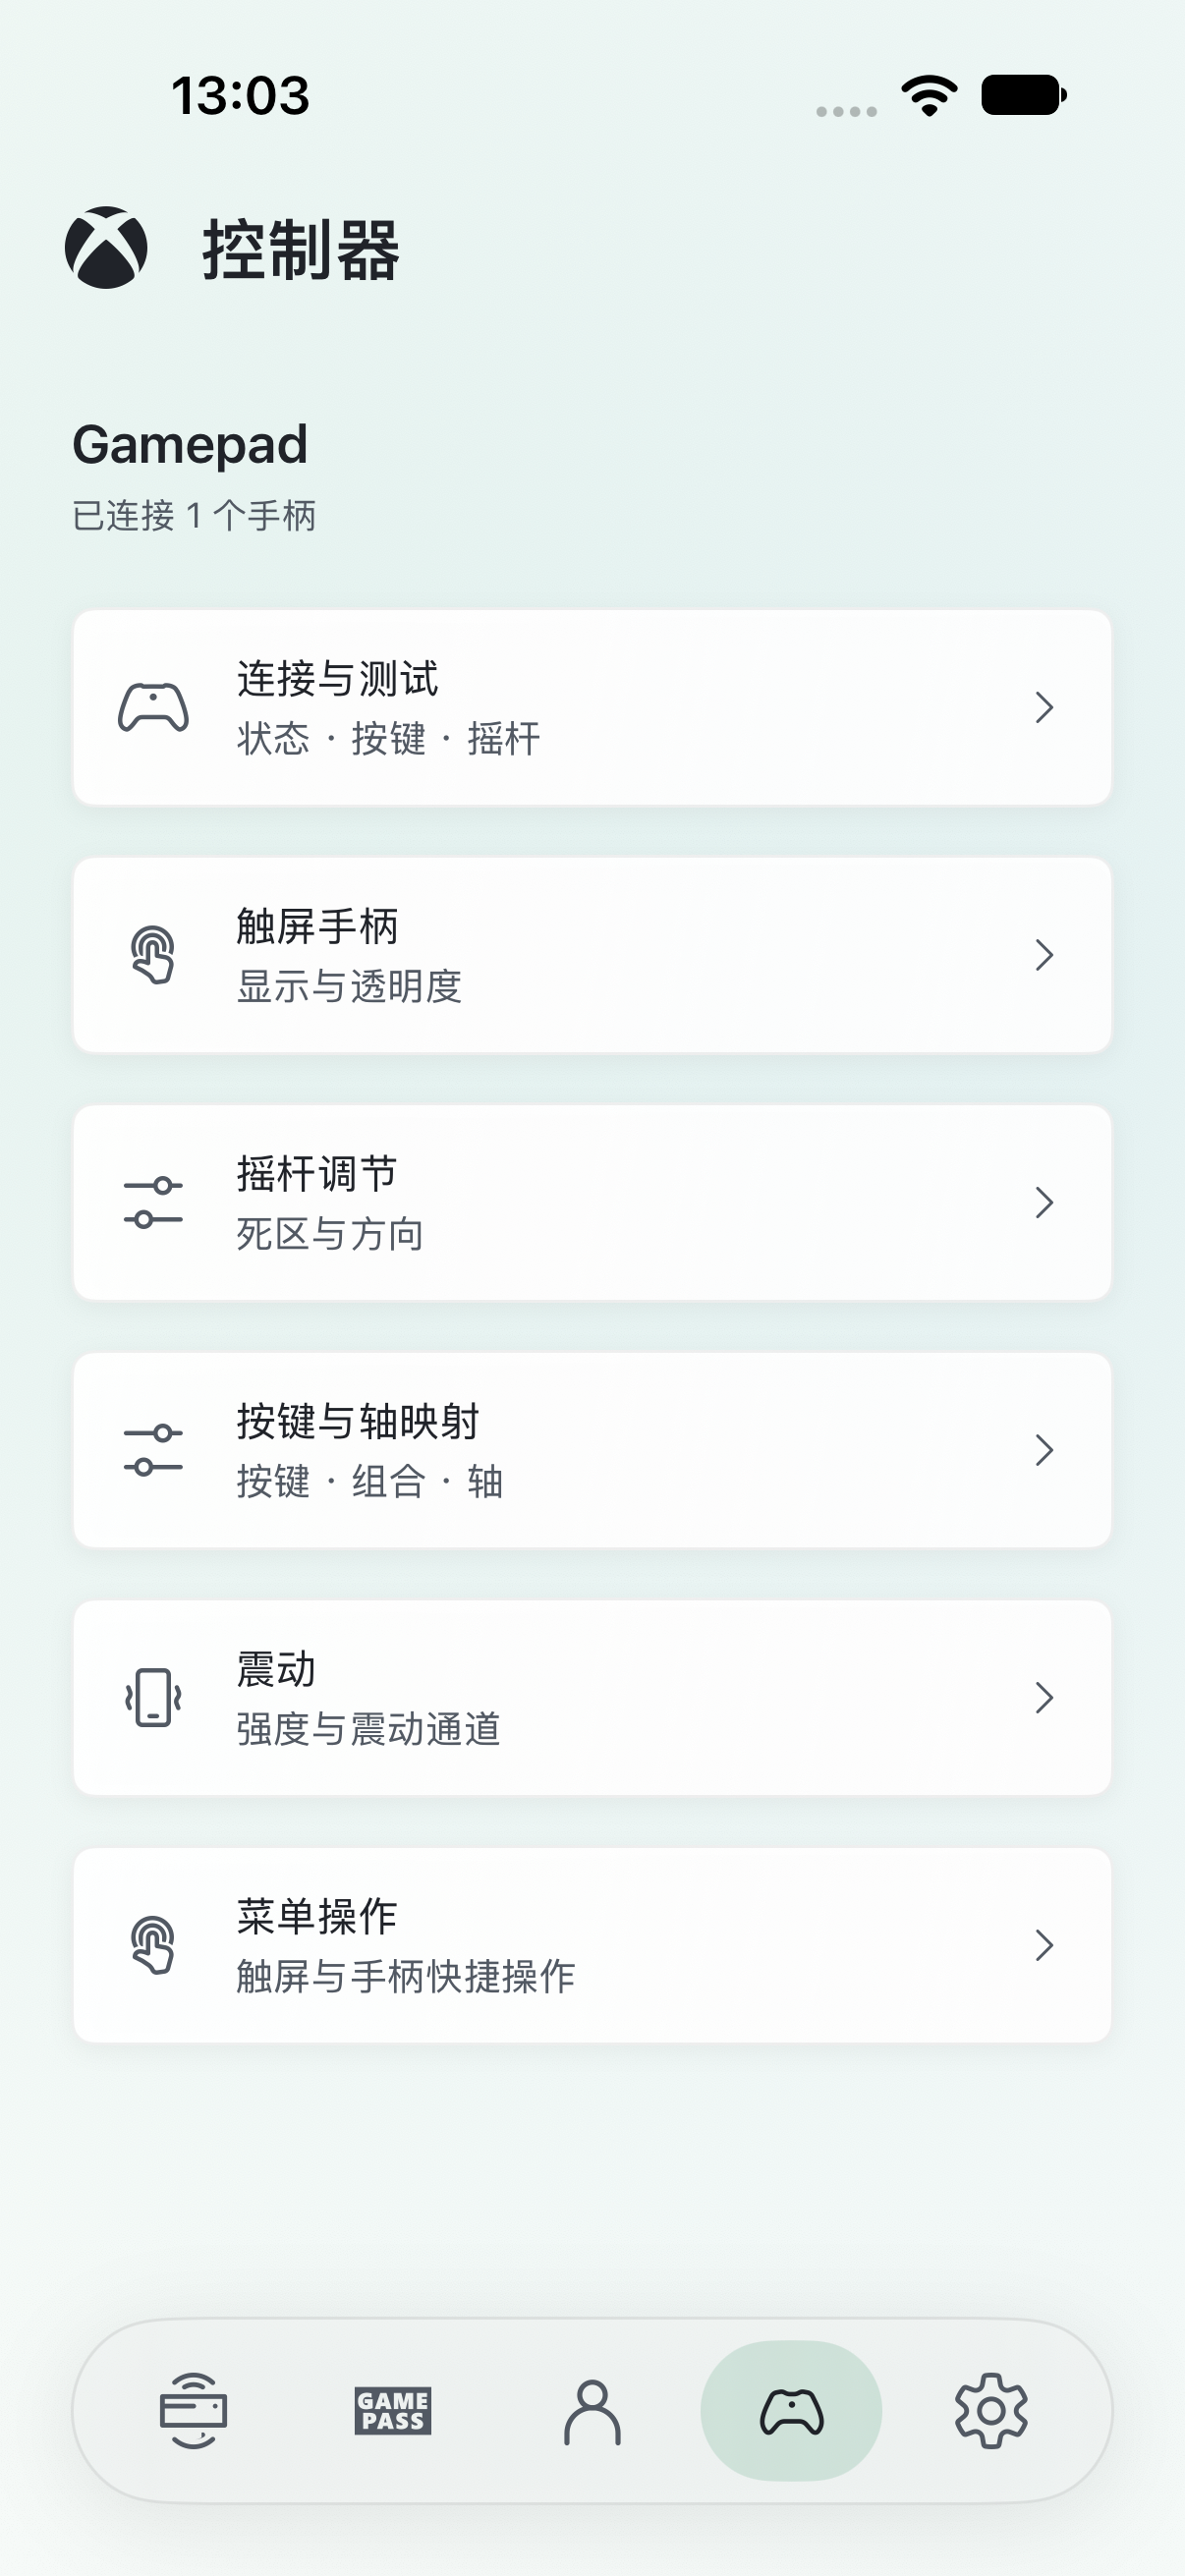 13:03
控制器
Gamepad
已连接 1 个手柄
连接与测试
状态 · 按键 · 摇杆
触屏手柄
显示与透明度
摇杆调节
死区与方向
按键与轴映射
按键 · 组合 · 轴
震动
强度与震动通道
菜单操作
触屏与手柄快捷操作
GAME
PASS